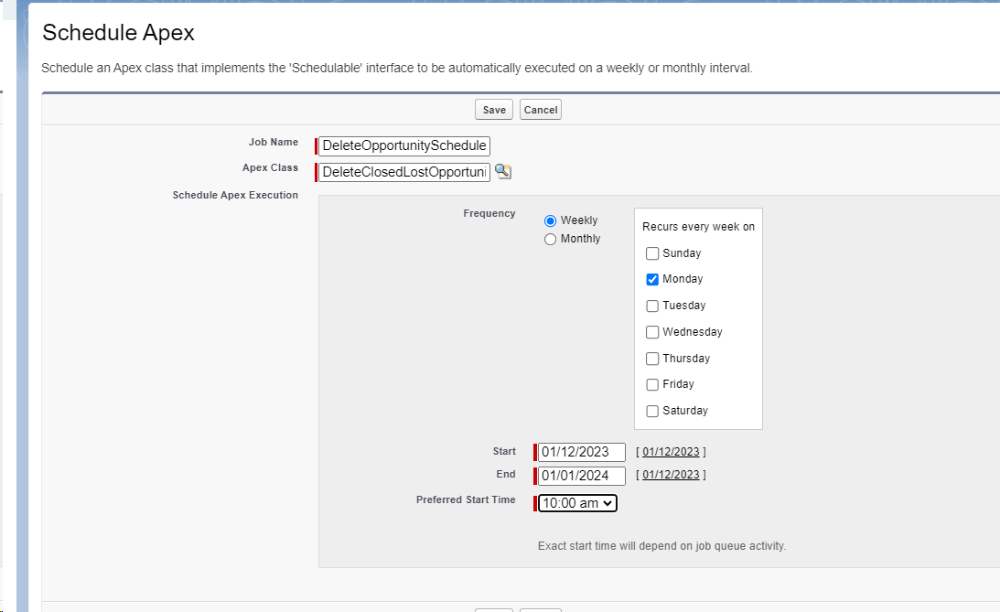 Schedule Apex
Schedule an Apex class that implements the 'Schedulable' interface to be automatically executed on a weekly or monthly interval.
Save Cancel
Job Name DeleteOpportunitySchedule
Apex Class DeleteClosedLostOpportuni
Schedule Apex Execution
Frequency
Weekly
Monthly
Recurs every week on
Sunday
Monday
Tuesday
Wednesday
Thursday
Friday
Saturday
Start 01/12/2023 [ 01/12/2023 ]
End 01/01/2024 [ 01/12/2023 ]
Preferred Start Time 10:00 am
Exact start time will depend on job queue activity.